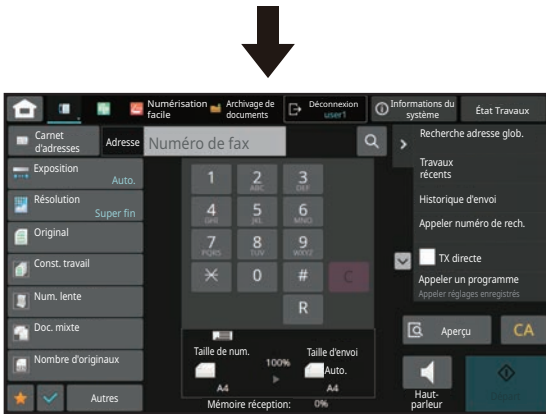 Numérisation facile
Archivage de documents
Déconnexion
user1
Informations du système
État Travaux
Carnet d'adresses
Adresse
Numéro de fax
Recherche adresse glob.
Exposition
Auto.
Travaux récents
Résolution
Super fin
Historique d'envoi
Original
Appeler numéro de rech.
Const. travail
TX directe
Num. lente
Appeler un programme
Appeler réglages enregistrés
Doc. mixte
Nombre d'originaux
Autres
1
2
ABC
3
DEF
4
GHI
5
JKL
6
MNO
7
PQRS
8
TUV
9
WXYZ
0
#
C
R
Taille de num.
100%
Taille d'envoi
Auto.
A4
A4
Mémoire réception: 0%
Aperçu
CA
Haut-parleur
Départ